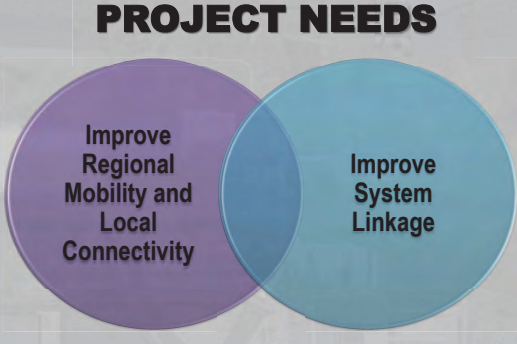 PROJECT NEEDS
Improve
Regional
Mobility and
Local
Connectivity
Improve
System
Linkage